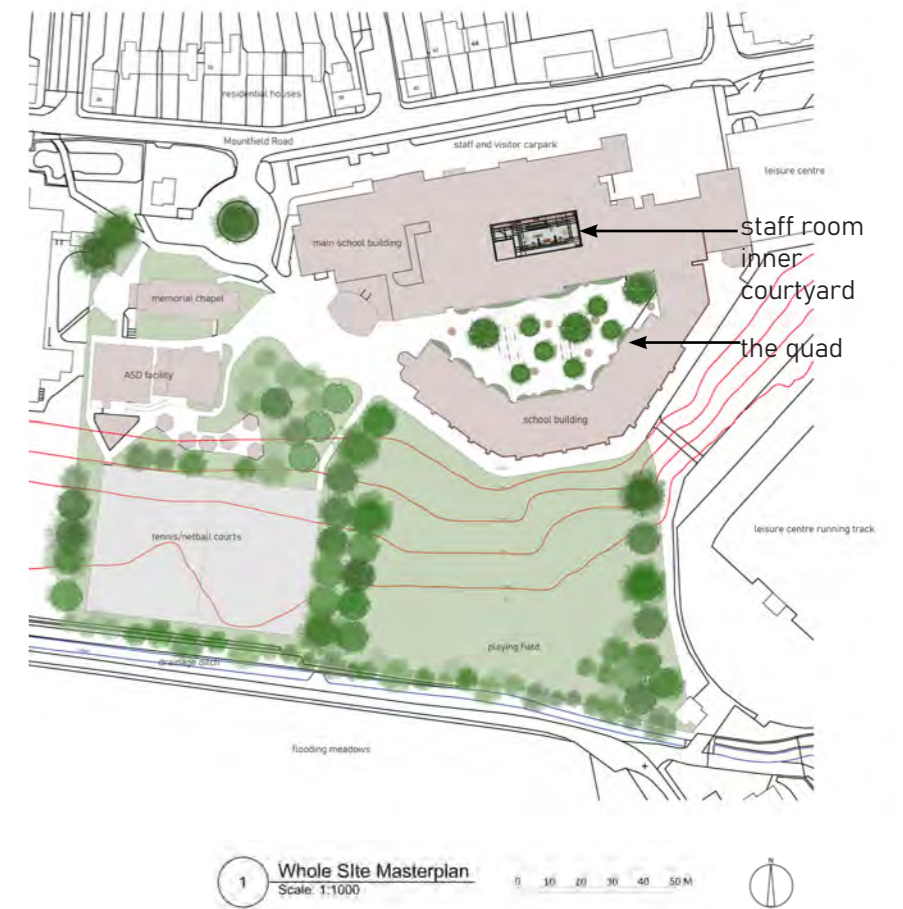 residential houses
Mountfield Road
staff and visitor carpark
leisure centre
main school building
staff room
inner
courtyard
memorial chapel
the quad
ASD facility
school building
tennis/netball courts
leisure centre running track
playing field
drainage ditch
flooding meadows
N
1
Whole SIte Masterplan
Scale: 1:1000
0 10 20 30 40 50 M